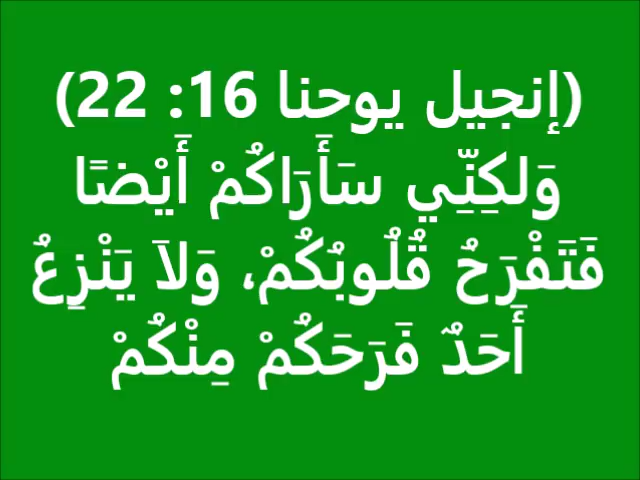 (إنجيل يوحنا 16: 22)
وَلكِنِّي سَأَرَاكُمْ أَيْضًا
فَتَفْرَحُ قُلُوبُكُمْ، وَلاَ يَنْزِعُ
أَحَدٌ فَرَحَكُمْ مِنْكُمْ